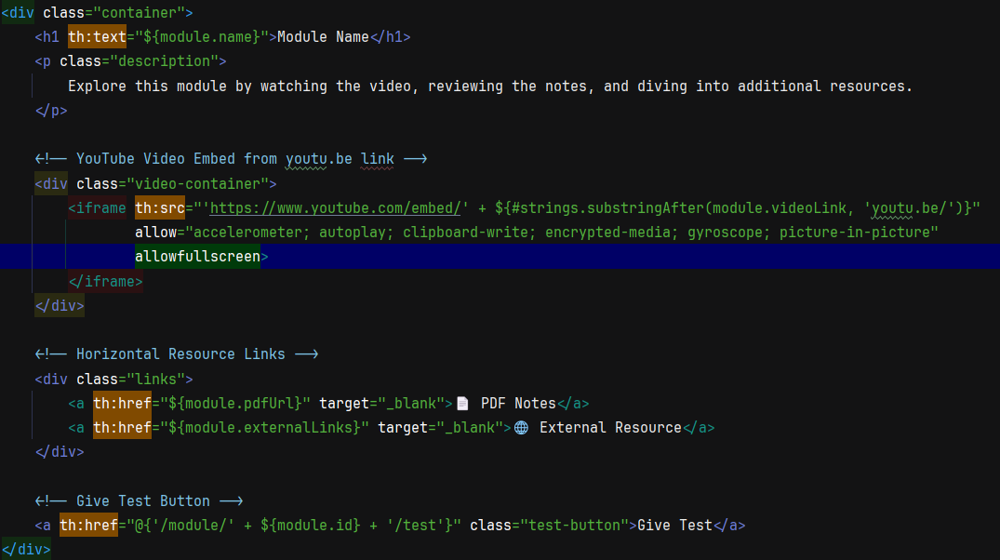 <div class="container">
    <h1 th:text="${module.name}">Module Name</h1>
    <p class="description">
        Explore this module by watching the video, reviewing the notes, and diving into additional resources.
    </p>
    <!-- YouTube Video Embed from youtu.be link -->
    <div class="video-container">
        <iframe th:src="'https://www.youtube.com/embed/' + ${#strings.substringAfter(module.videoLink, 'youtu.be/')}"
                allow="accelerometer; autoplay; clipboard-write; encrypted-media; gyroscope; picture-in-picture"
                allowfullscreen>
        </iframe>
    </div>
    <!-- Horizontal Resource Links -->
    <div class="links">
        <a th:href="${module.pdfUrl}" target="_blank">📄 PDF Notes</a>
        <a th:href="${module.externalLinks}" target="_blank">🌐 External Resource</a>
    </div>
    <!-- Give Test Button -->
    <a th:href="@{'/module/' + ${module.id} + '/test'}" class="test-button">Give Test</a>
</div>